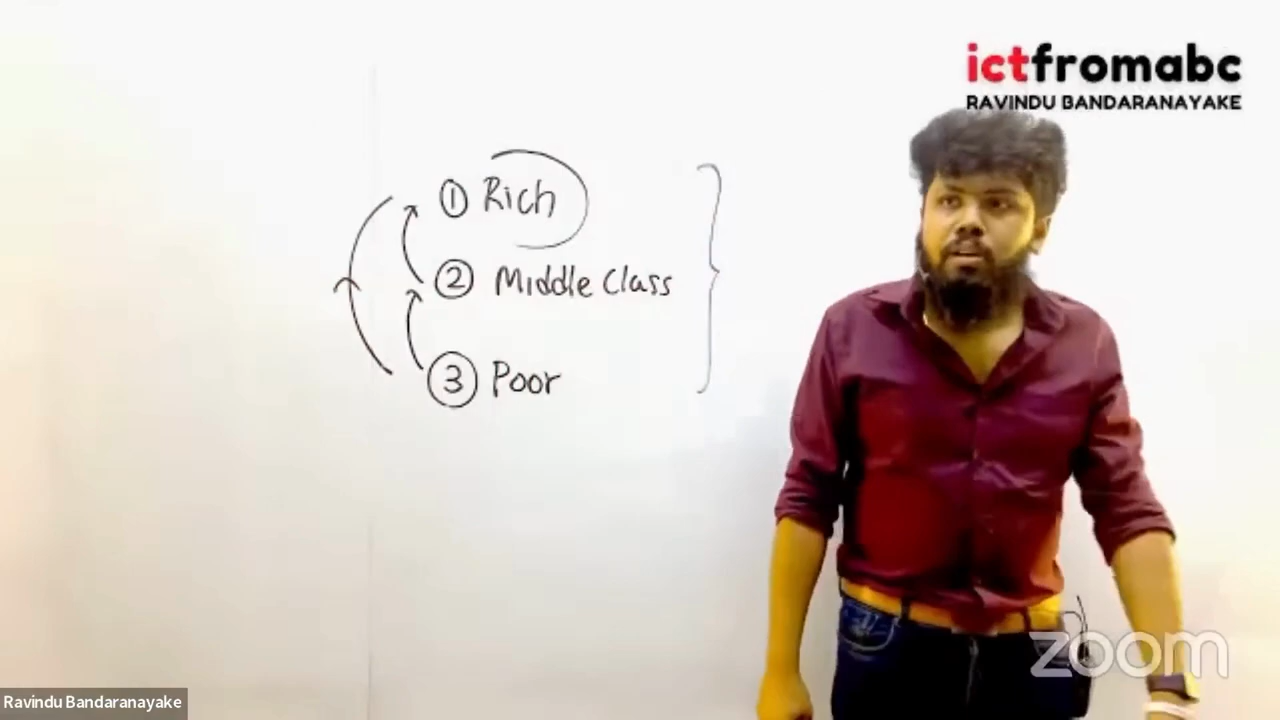 ictfromabc
RAVINDU BANDARANAYAKE
① Rich
② Middle Class
③ Poor
zoom
Ravindu Bandaranayake